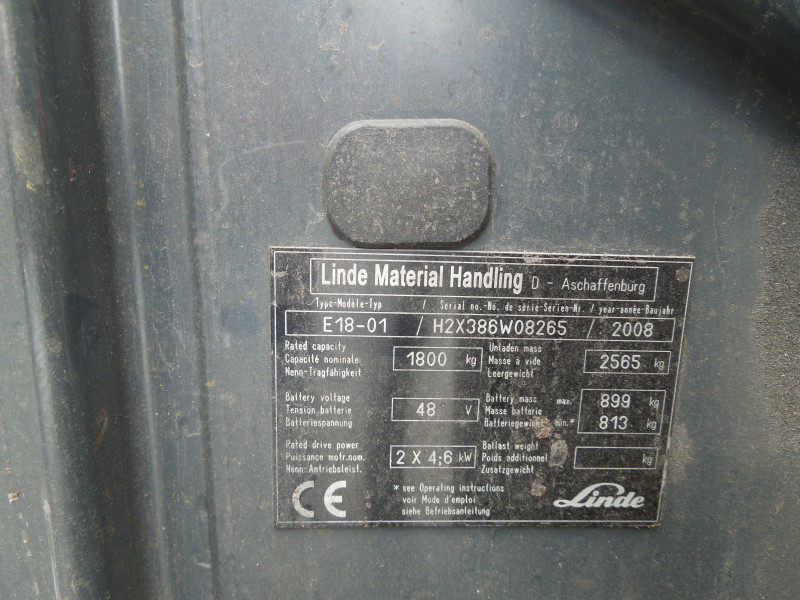 Linde Material Handling D - Aschaffenburg
Type-Modèle-Typ / Serial no.-No. de série-Serien-Nr. / year-année-Baujahr
E18-01 / H2X386W08265 / 2008
Rated capacity
Capacité nominale 1800 kg
Nenn-Tragfähigkeit
Unladen mass
Masse à vide 2565 kg
Leergewicht
Battery voltage
Tension batterie 48 V
Batteriespannung
Battery mass max. 899 kg
Masse batterie
Batteriegewicht min.* 813 kg
Rated drive power
Puissance motr.nom. 2 X 4,6 kW
Nenn-Antriebsleist.
Ballast weight
Poids additionnel kg
Zusatzgewicht
CE
* see Operating instructions
voir Mode d'emploi
siehe Betriebsanleitung
Linde